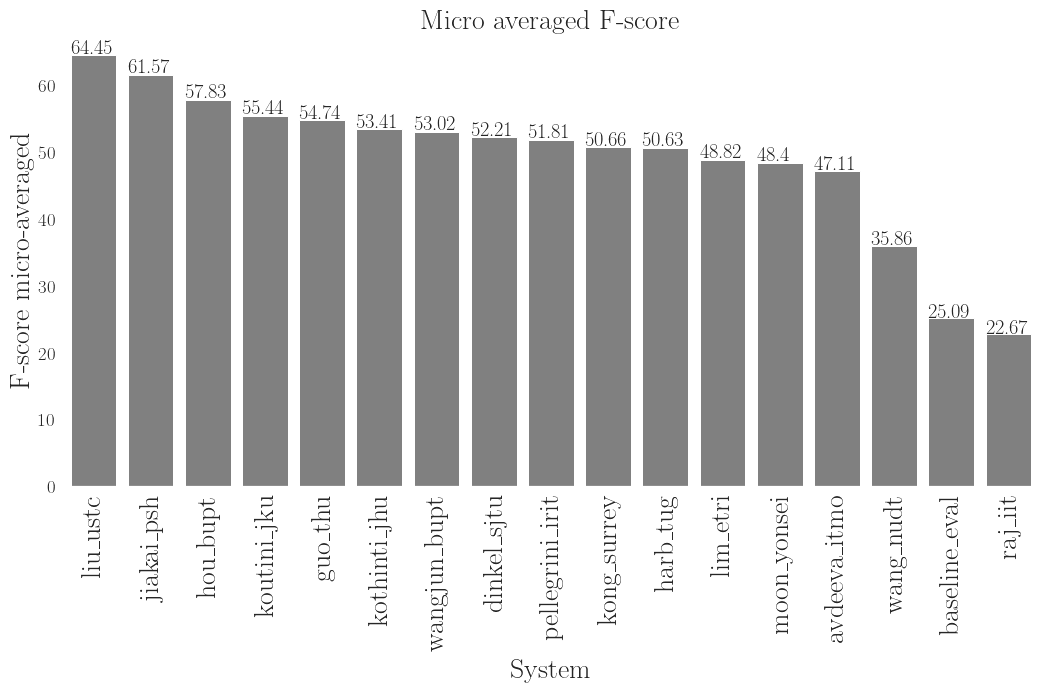 Micro averaged F-score
F-score micro-averaged
60
50
40
30
20
10
0
64.45
61.57
57.83
55.44
54.74
53.41
53.02
52.21
51.81
50.66
50.63
48.82
48.4
47.11
35.86
25.09
22.67
liu_ustc
jiakai_psh
hou_bupt
koutini_jku
guo_thu
kothinti_jhu
wangjun_bupt
dinkel_sjtu
pellegrini_irit
kong_surrey
harb_tug
lim_etri
moon_yonsei
avdeeva_itmo
wang_nudt
baseline_eval
raj_iit
System